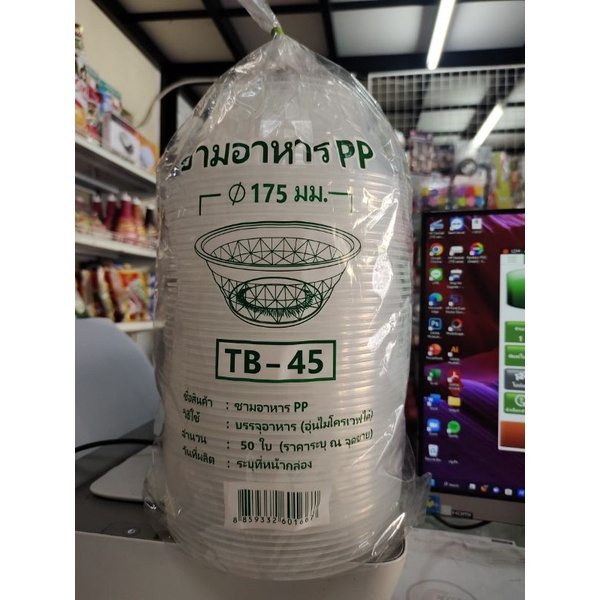 ชามอาหาร PP
Ø 175 มม.
TB-45
ชื่อสินค้า : ชามอาหาร PP
วิธีใช้ : บรรจุอาหาร (อุ่นไมโครเวฟได้)
จำนวน : 50 ใบ (ราคาระบุ ณ จุดขาย)
วันที่ผลิต : ระบุที่หน้ากล่อง